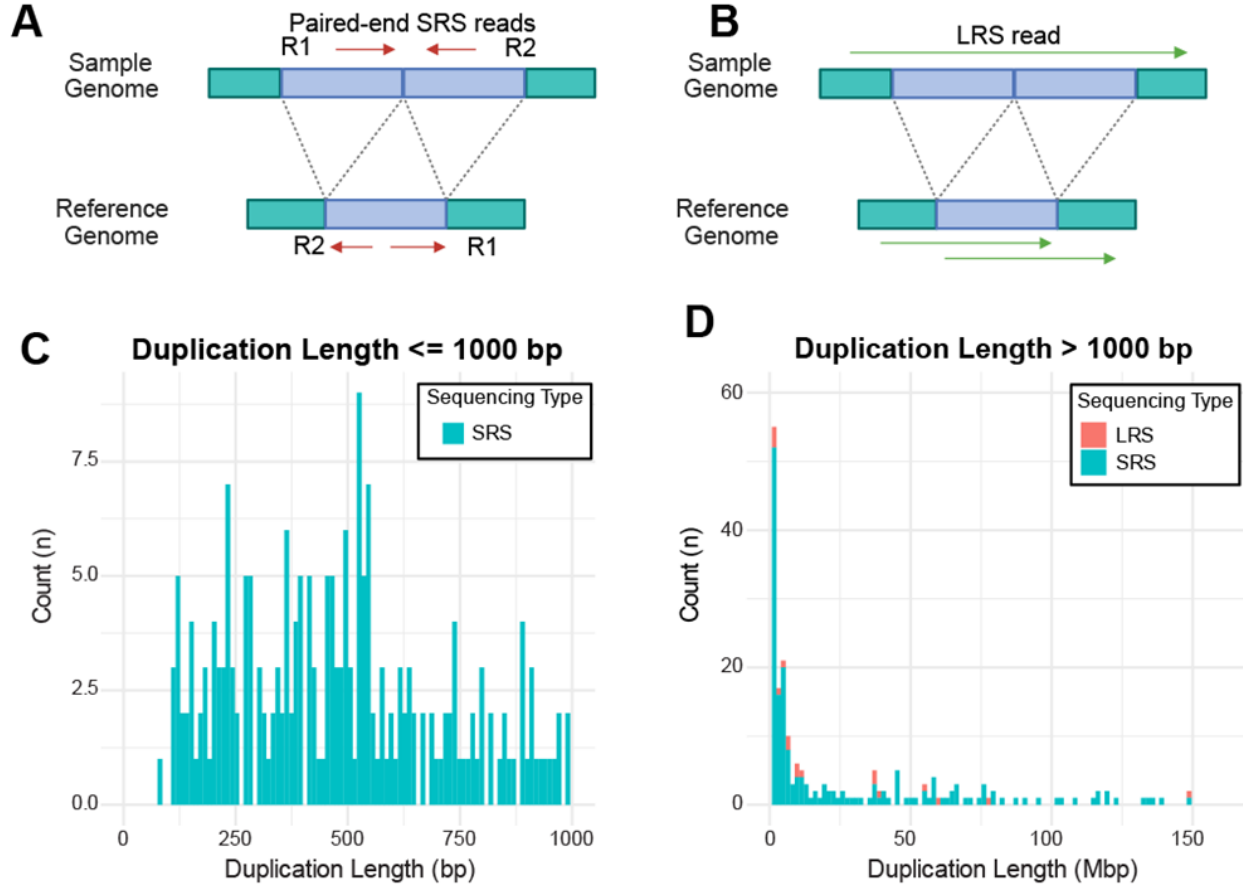 A
Paired-end SRS reads
R1
R2
Sample
Genome
Reference
Genome
R2
R1
B
LRS read
Sample
Genome
Reference
Genome
C
Duplication Length <= 1000 bp
Sequencing Type
SRS
Count (n)
7.5
5.0
2.5
0.0
0
250
500
750
1000
Duplication Length (bp)
D
Duplication Length > 1000 bp
Sequencing Type
LRS
SRS
Count (n)
60
40
20
0
0
50
100
150
Duplication Length (Mbp)